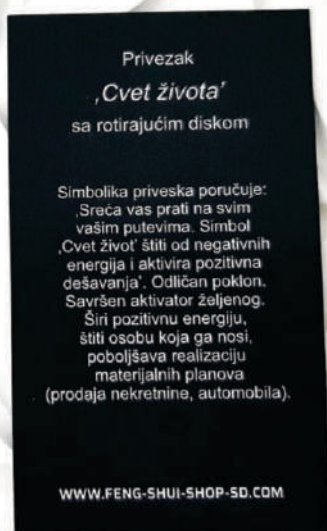 Privezak
‚Cvet života'
sa rotirajućim diskom
Simbolika priveska poručuje:
‚Sreća vas prati na svim
vašim putevima. Simbol
‚Cvet život' štiti od negativnih
energija i aktivira pozitivna
dešavanja'. Odličan poklon.
Savršen aktivator željenog.
Širi pozitivnu energiju,
štiti osobu koja ga nosi,
poboljšava realizaciju
materijalnih planova
(prodaja nekretnine, automobila).
WWW.FENG-SHUI-SHOP-SD.COM